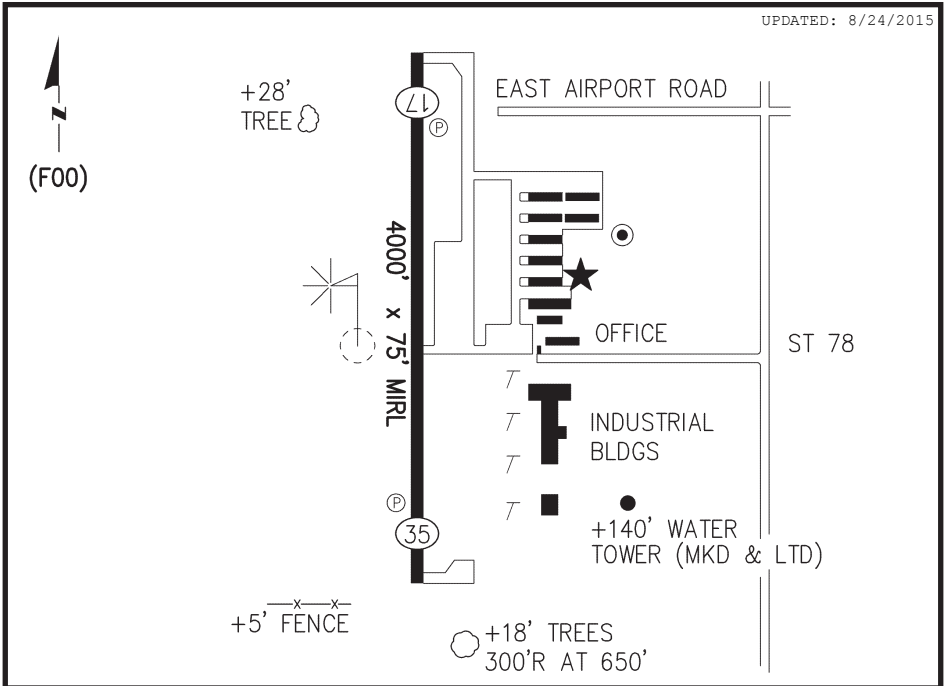 UPDATED: 8/24/2015
N
(F00)
+28'
TREE
17
P
EAST AIRPORT ROAD
4000' x 75' MIRL
OFFICE
ST 78
INDUSTRIAL
BLDGS
P
35
+140' WATER
TOWER (MKD & LTD)
x x
+5' FENCE
+18' TREES
300'R AT 650'